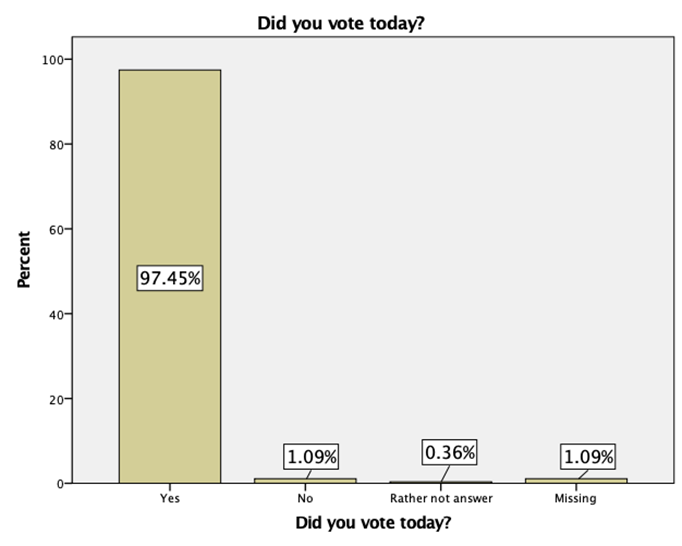 Did you vote today?
Percent
100
80
60
40
20
0
97.45%
1.09%
0.36%
1.09%
Yes
No
Rather not answer
Missing
Did you vote today?